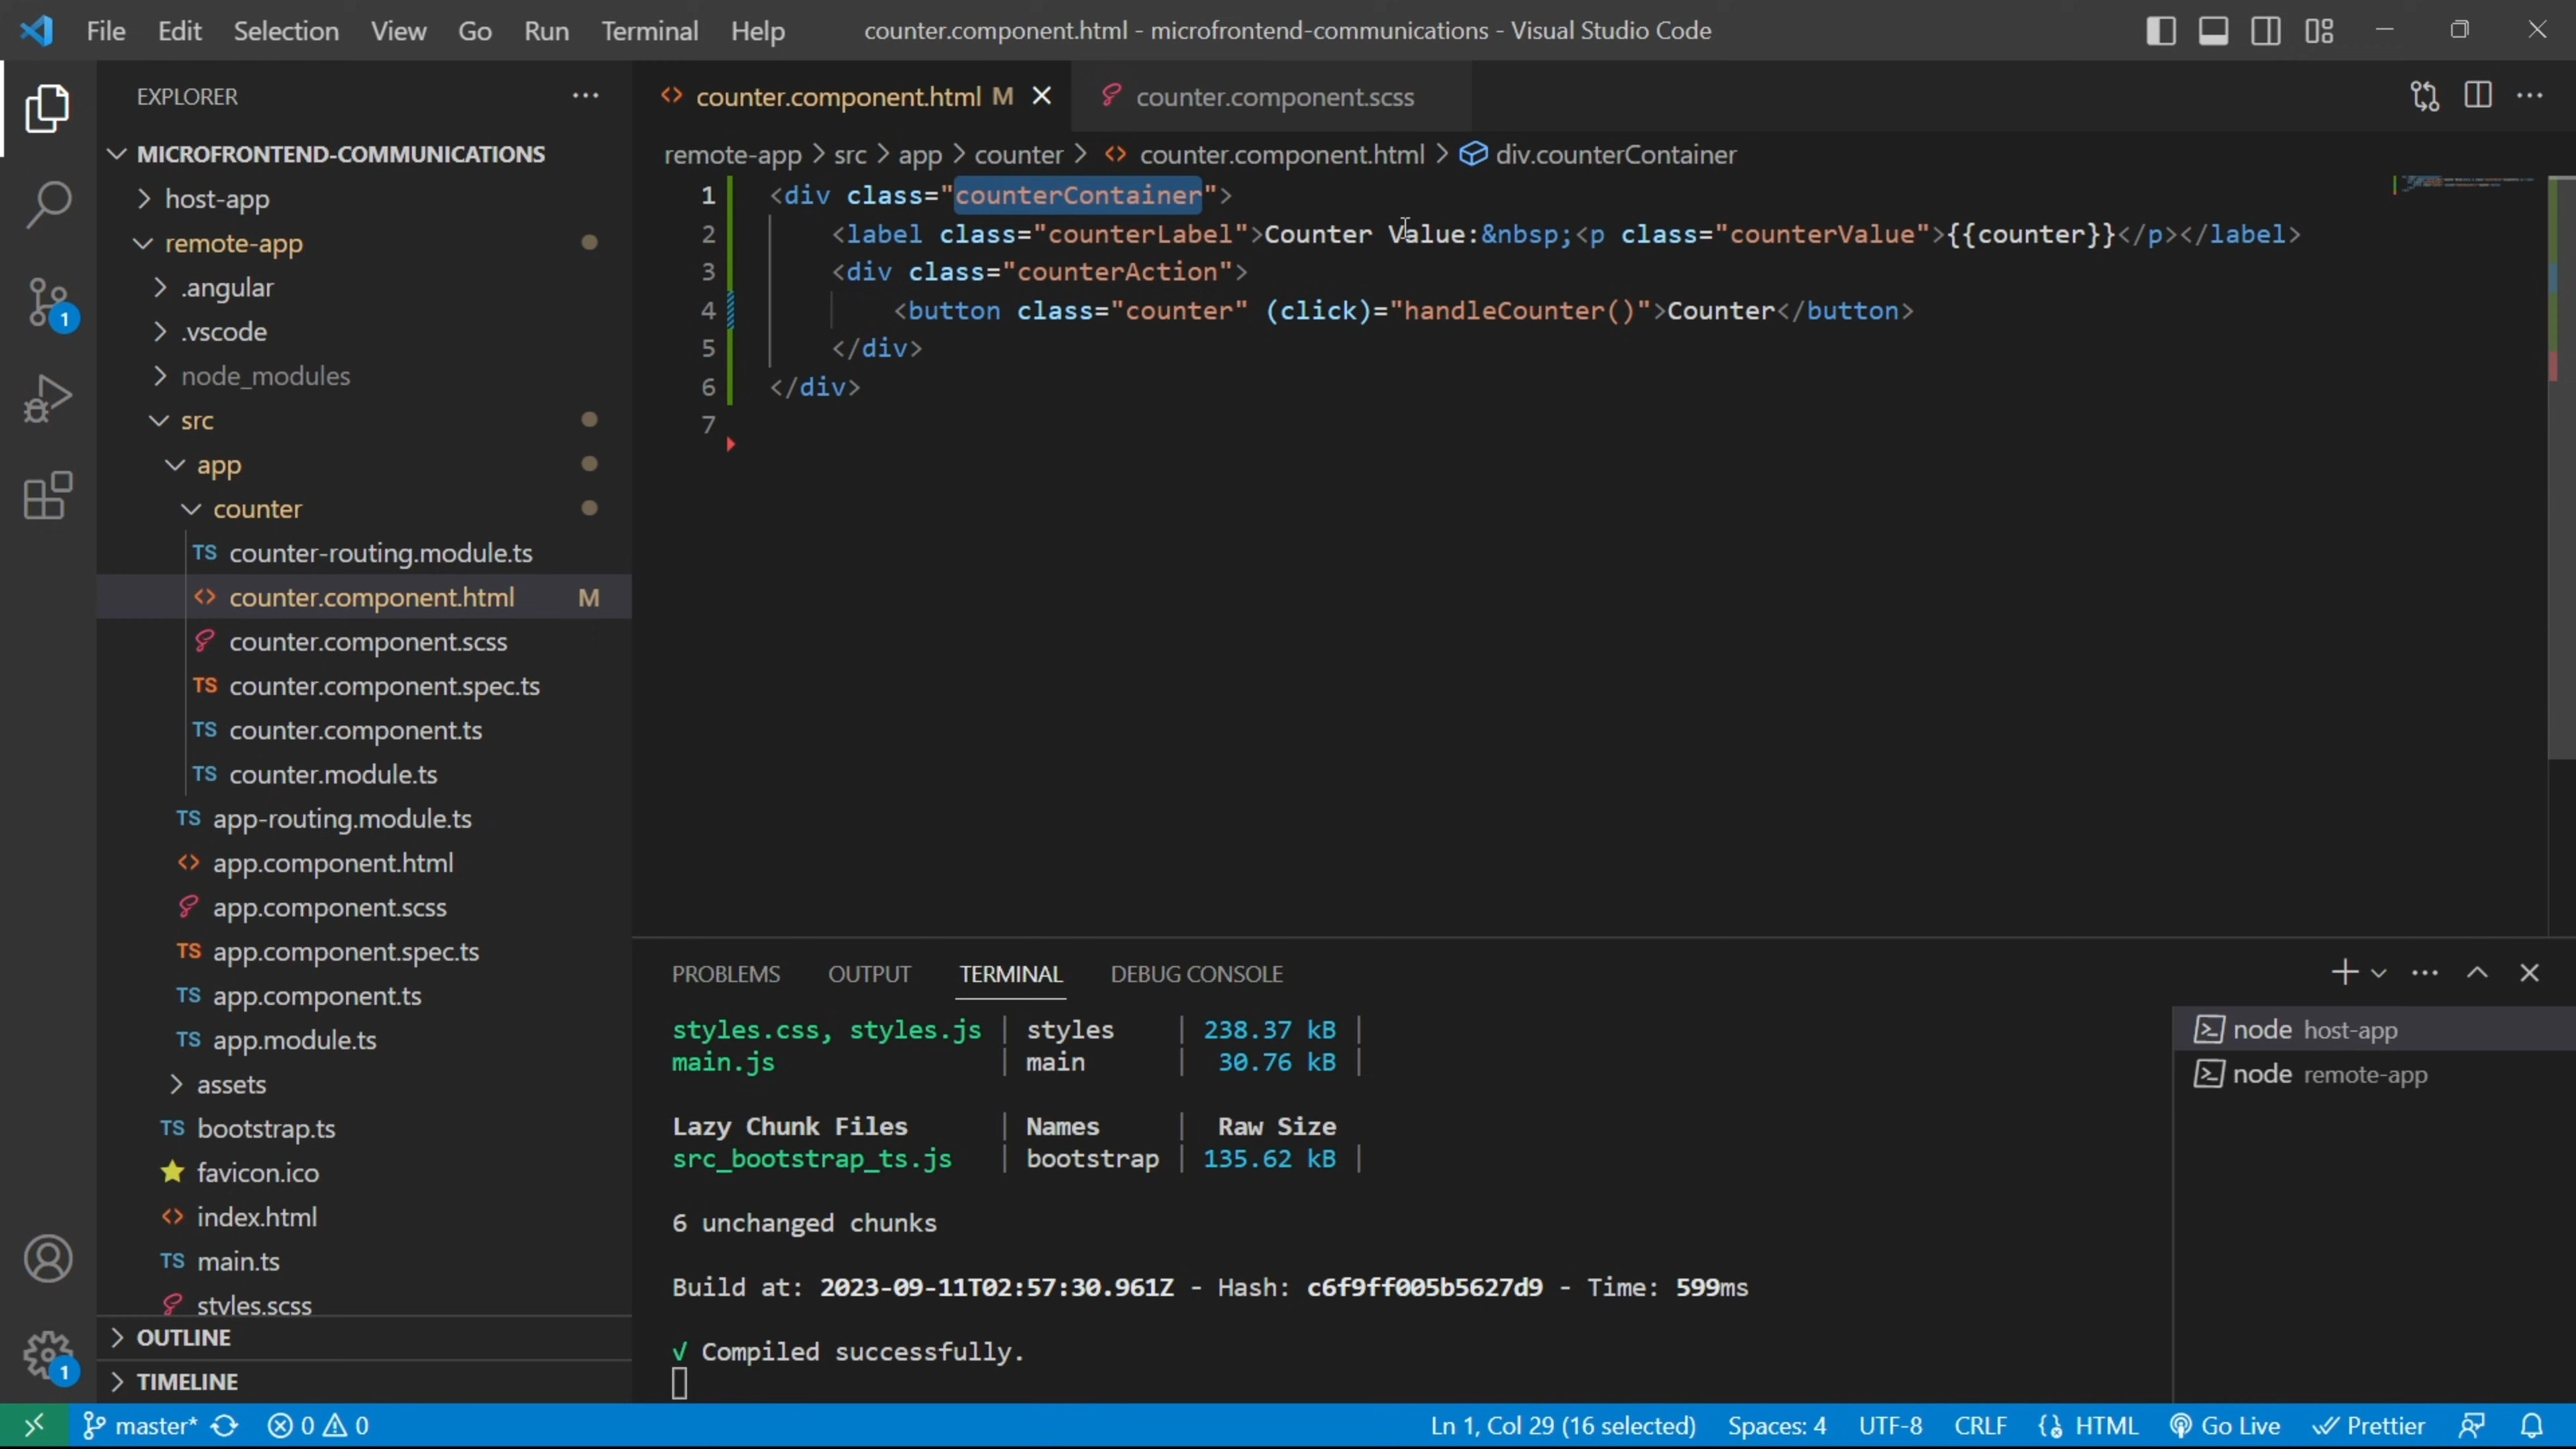 File Edit Selection View Go Run Terminal Help
counter.component.html - microfrontend-communications - Visual Studio Code
EXPLORER
MICROFRONTEND-COMMUNICATIONS
host-app
remote-app
.angular
.vscode
node_modules
src
app
counter
counter-routing.module.ts
counter.component.html M
counter.component.scss
counter.component.spec.ts
counter.component.ts
counter.module.ts
app-routing.module.ts
app.component.html
app.component.scss
app.component.spec.ts
app.component.ts
app.module.ts
assets
bootstrap.ts
favicon.ico
index.html
main.ts
styles.scss
OUTLINE
TIMELINE
1
1
counter.component.html M
counter.component.scss
remote-app > src > app > counter > counter.component.html > div.counterContainer
1 <div class="counterContainer">
2 <label class="counterLabel">Counter Value:&nbsp;<p class="counterValue">{{counter}}</p></label>
3 <div class="counterAction">
4 <button class="counter" (click)="handleCounter()">Counter</button>
5 </div>
6 </div>
7
PROBLEMS OUTPUT TERMINAL DEBUG CONSOLE
styles.css, styles.js | styles | 238.37 kB |
main.js | main | 30.76 kB |
Lazy Chunk Files | Names | Raw Size
src_bootstrap_ts.js | bootstrap | 135.62 kB |
6 unchanged chunks
Build at: 2023-09-11T02:57:30.961Z - Hash: c6f9ff005b5627d9 - Time: 599ms
√ Compiled successfully.
node host-app
node remote-app
master* 0 0
Ln 1, Col 29 (16 selected) Spaces: 4 UTF-8 CRLF HTML Go Live Prettier